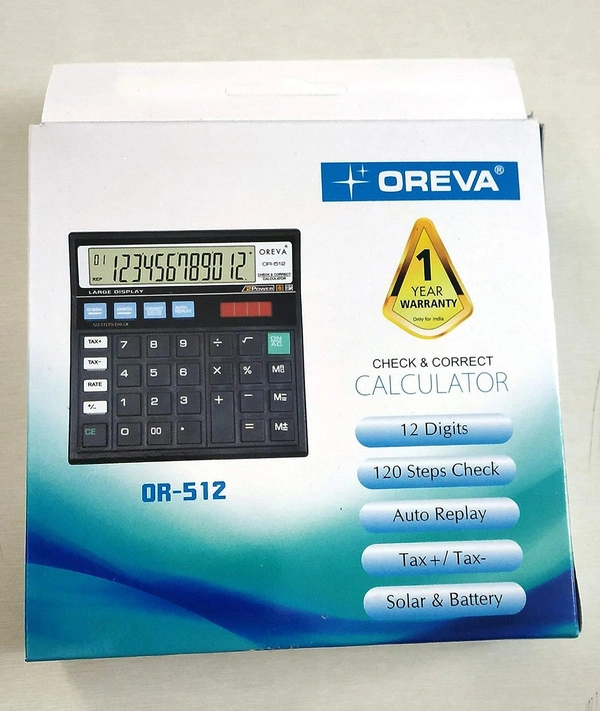 OREVA®
1
YEAR
WARRANTY
Only for India
01
REP
123456789012
OREVA
OR-512
CHECK & CORRECT
CALCULATOR
LARGE DISPLAY
2Power
120 STEPS CHECK
TAX+ 7 8 9 ÷ √ ON AC
TAX- 4 5 6 × %
RATE 1 2 3 + −
+/- 
CE 0 00 • = M±
OR-512
CHECK & CORRECT
CALCULATOR
12 Digits
120 Steps Check
Auto Replay
Tax+/ Tax-
Solar & Battery